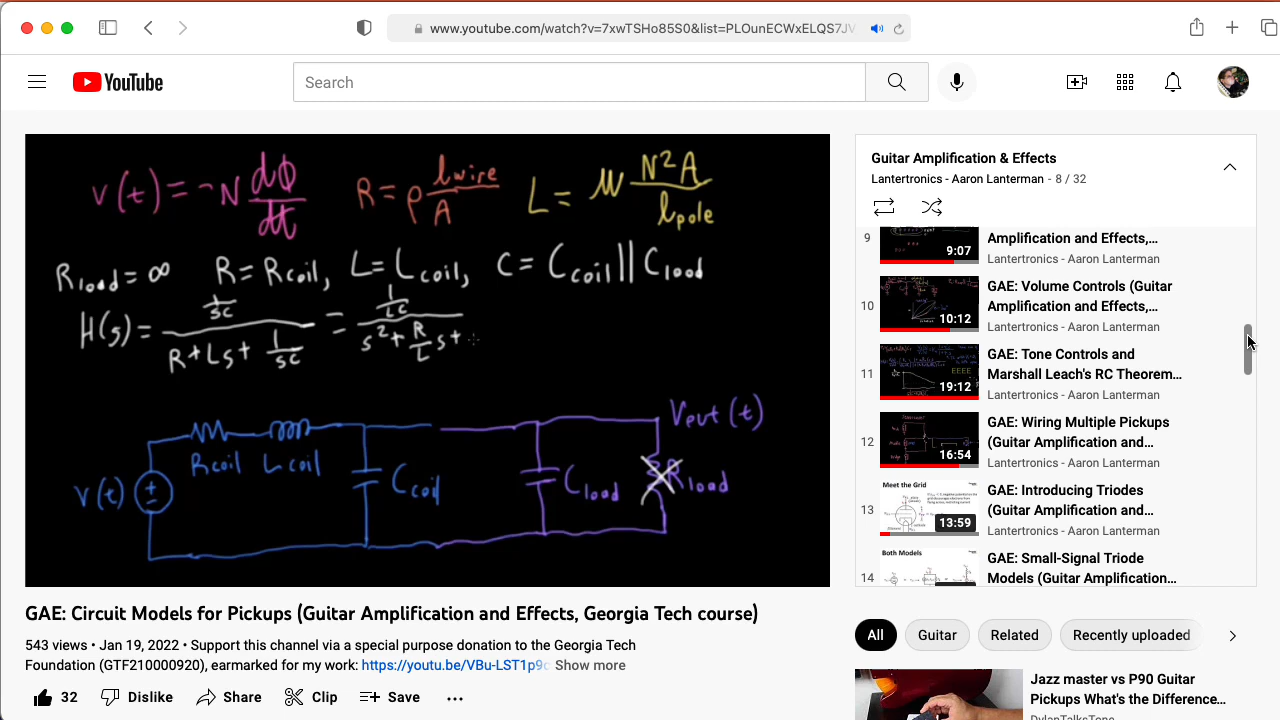 www.youtube.com/watch?v=7xwTSHo85S0&list=PLOunECWxELQS7JV
YouTube
Search
v(t) = -N dΦ/dt
R = ρ lwire/A
L = μ N²A/lpole
Rload = ∞ R = Rcoil, L = Lcoil, C = Ccoil || Cload
H(s) = (1/sC)/(R+Ls+1/sC) = (1/LC)/(s²+R/L s+
Vout(t)
Rcoil Lcoil
v(t) Ccoil Cload Rload
Guitar Amplification & Effects
Lantertronics - Aaron Lanterman - 8 / 32
9
9:07
Amplification and Effects,…
Lantertronics - Aaron Lanterman
10
10:12
GAE: Volume Controls (Guitar
Amplification and Effects,…
Lantertronics - Aaron Lanterman
11
EEEE
19:12
GAE: Tone Controls and
Marshall Leach's RC Theorem…
Lantertronics - Aaron Lanterman
12
16:54
GAE: Wiring Multiple Pickups
(Guitar Amplification and…
Lantertronics - Aaron Lanterman
13
Meet the Grid
13:59
GAE: Introducing Triodes
(Guitar Amplification and…
Lantertronics - Aaron Lanterman
14
Both Models
GAE: Small-Signal Triode
Models (Guitar Amplification…
GAE: Circuit Models for Pickups (Guitar Amplification and Effects, Georgia Tech course)
543 views • Jan 19, 2022 • Support this channel via a special purpose donation to the Georgia Tech
Foundation (GTF210000920), earmarked for my work: https://youtu.be/VBu-LST1p9c Show more
32 Dislike Share Clip Save
All Guitar Related Recently uploaded
Jazz master vs P90 Guitar
Pickups What's the Difference…
DylanTalksTone